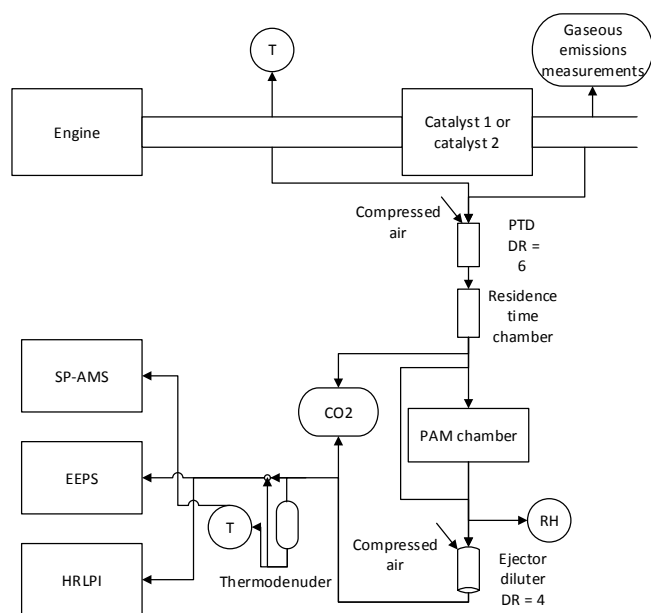 Gaseous
emissions
measurements
T
Engine
Catalyst 1 or
catalyst 2
Compressed
air
PTD
DR =
6
Residence
time
chamber
SP-AMS
CO2
PAM chamber
EEPS
T
RH
Thermodenuder
Compressed
air
Ejector
diluter
DR = 4
HRLPI